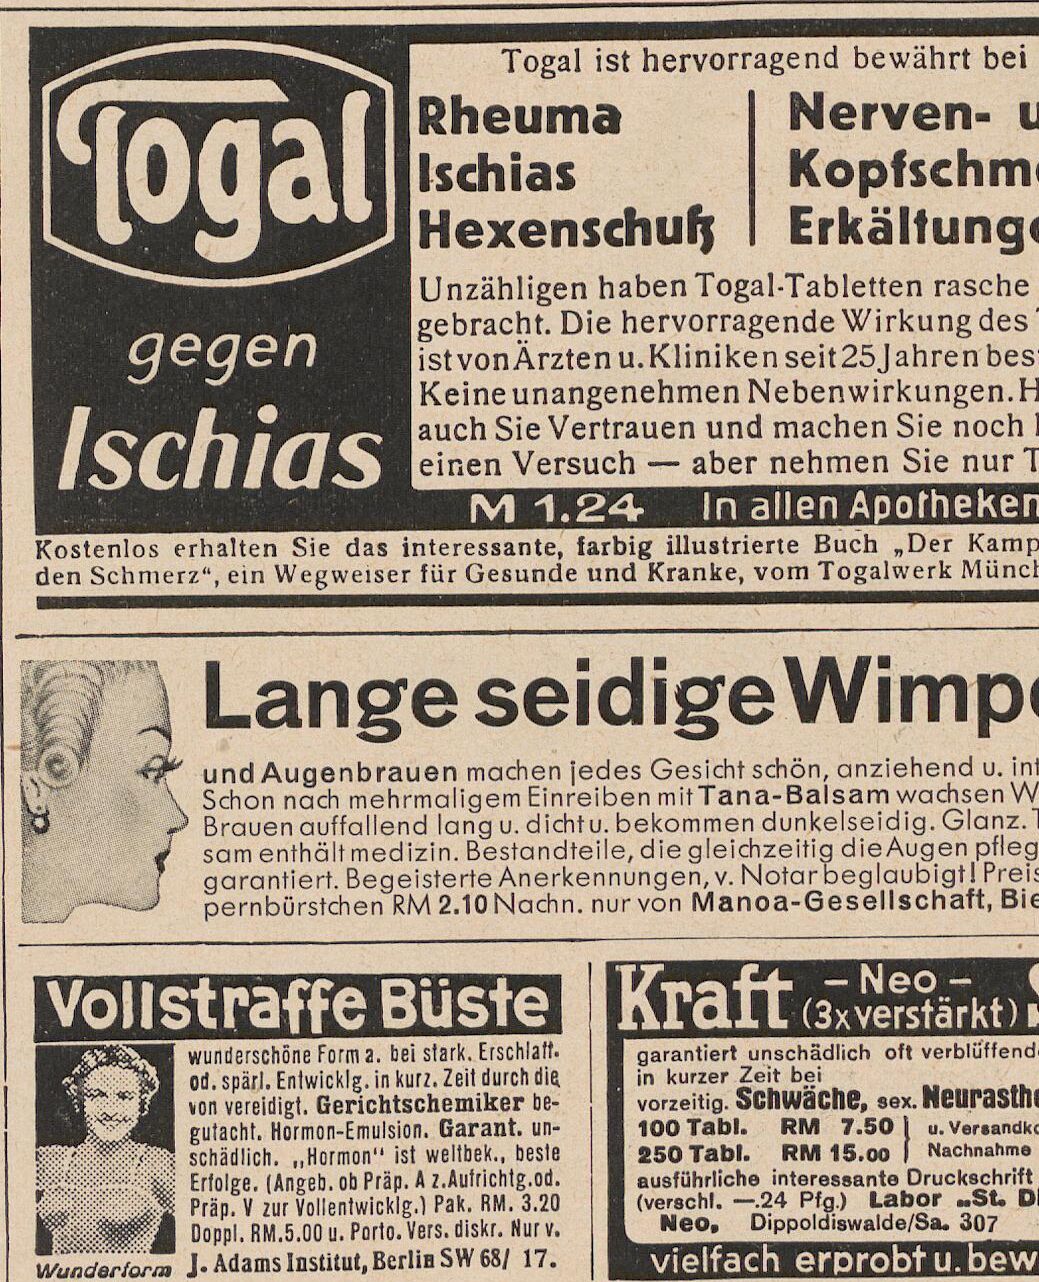 Togal
gegen
Ischias
Togal ist hervorragend bewährt bei
Rheuma
Ischias
Hexenschuß
Nerven- u
Kopfschme
Erkältunge
Unzähligen haben Togal-Tabletten rasche
gebracht. Die hervorragende Wirkung des T
ist von Ärzten u. Kliniken seit 25 Jahren best
Keine unangenehmen Nebenwirkungen. H
auch Sie Vertrauen und machen Sie noch
einen Versuch — aber nehmen Sie nur T
M 1.24 In allen Apotheken
Kostenlos erhalten Sie das interessante, farbig illustrierte Buch „Der Kamp
den Schmerz“, ein Wegweiser für Gesunde und Kranke, vom Togalwerk Münch
Lange seidige Wimpe
und Augenbrauen machen jedes Gesicht schön, anziehend u. int
Schon nach mehrmaligem Einreiben mit Tana-Balsam wachsen W
Brauen auffallend lang u. dicht u. bekommen dunkelseidig. Glanz. T
sam enthält medizin. Bestandteile, die gleichzeitig die Augen pfleg
garantiert. Begeisterte Anerkennungen, v. Notar beglaubigt! Preis
pernbürstchen RM 2.10 Nachn. nur von Manoa-Gesellschaft, Bie
Vollstraffe Büste
wunderschöne Form a. bei stark. Erschlaff.
od. spärl. Entwicklg. in kurz. Zeit durch die
von vereidigt. Gerichtschemiker be-
gutacht. Hormon-Emulsion. Garant. un-
schädlich. „Hormon“ ist weltbek., beste
Erfolge. (Angeb. ob Präp. A z. Aufrichtg. od.
Präp. V zur Vollentwicklg.) Pak. RM. 3.20
Doppl. RM. 5.00 u. Porto. Vers. diskr. Nur v.
J. Adams Institut, Berlin SW 68/ 17.
Wunderform
Kraft – Neo –
(3x verstärkt)
garantiert unschädlich oft verblüffend
in kurzer Zeit bei
vorzeitig. Schwäche, sex. Neurasthe
100 Tabl. RM 7.50 u. Versandko
250 Tabl. RM 15.00 Nachnahme
ausführliche interessante Druckschrift
(verschl. —.24 Pfg.) Labor „St. D
Neo, Dippoldiswalde/Sa. 307
vielfach erprobt u. bew